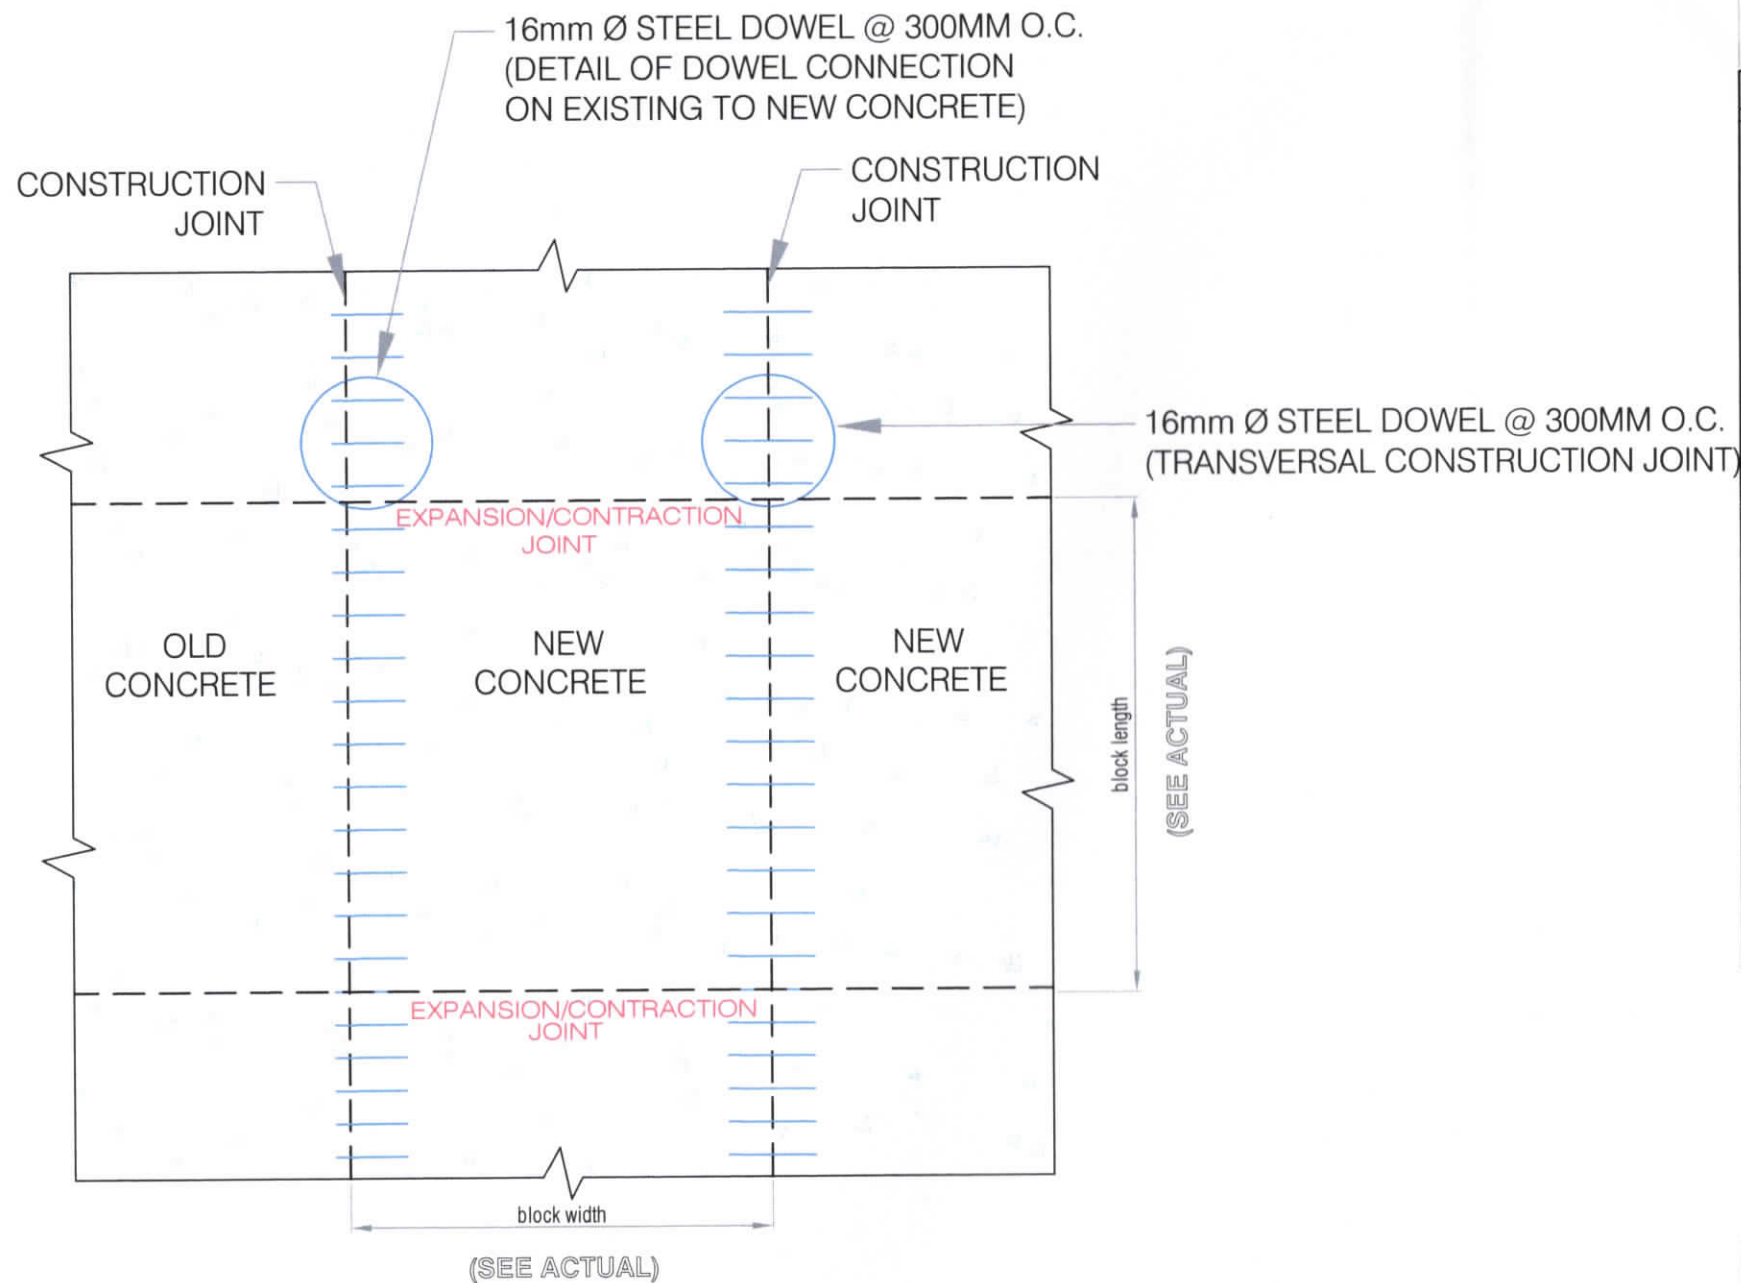 16mm Ø STEEL DOWEL @ 300MM O.C.
(DETAIL OF DOWEL CONNECTION
ON EXISTING TO NEW CONCRETE)
CONSTRUCTION
JOINT
CONSTRUCTION
JOINT
16mm Ø STEEL DOWEL @ 300MM O.C.
(TRANSVERSAL CONSTRUCTION JOINT)
EXPANSION/CONTRACTION
JOINT
OLD
CONCRETE
NEW
CONCRETE
NEW
CONCRETE
block length
(SEE ACTUAL)
EXPANSION/CONTRACTION
JOINT
block width
(SEE ACTUAL)